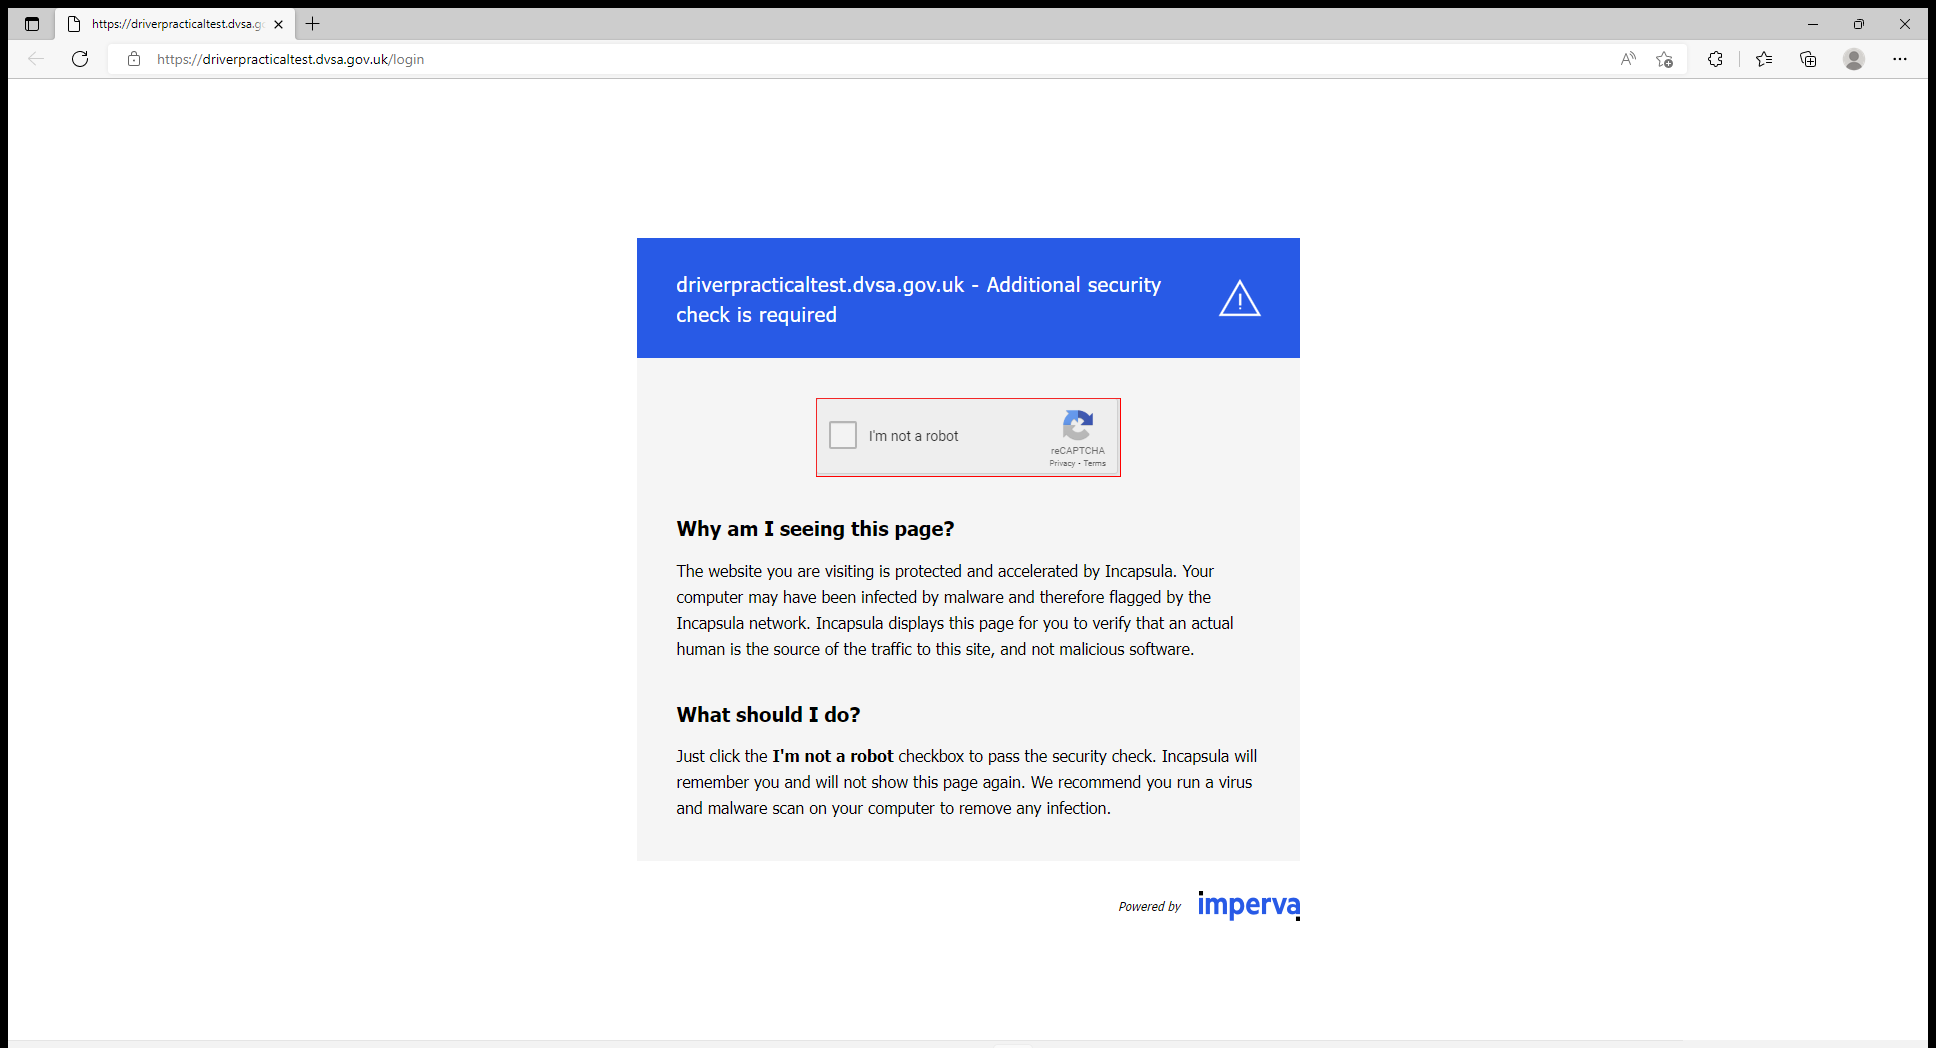 https://driverpracticaltest.dvsa.g
https://driverpracticaltest.dvsa.gov.uk/login
driverpracticaltest.dvsa.gov.uk - Additional security
check is required
I'm not a robot
reCAPTCHA
Privacy - Terms
Why am I seeing this page?
The website you are visiting is protected and accelerated by Incapsula. Your
computer may have been infected by malware and therefore flagged by the
Incapsula network. Incapsula displays this page for you to verify that an actual
human is the source of the traffic to this site, and not malicious software.
What should I do?
Just click the I'm not a robot checkbox to pass the security check. Incapsula will
remember you and will not show this page again. We recommend you run a virus
and malware scan on your computer to remove any infection.
Powered by imperva